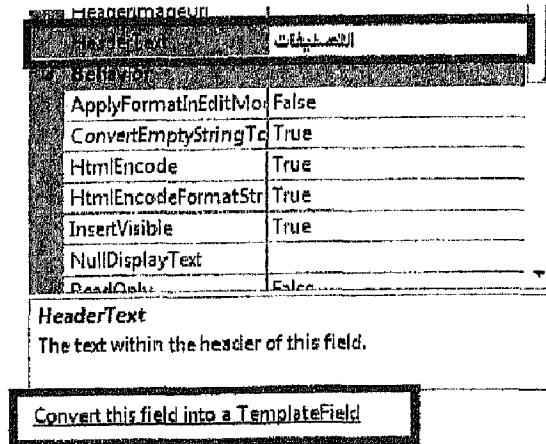 HeaderImageUrl
HeaderText التصنيفات
Behavior
ApplyFormatInEditMo False
ConvertEmptyStringTo True
HtmlEncode True
HtmlEncodeFormatStr True
InsertVisible True
NullDisplayText
ReadOnly False
HeaderText
The text within the header of this field.
Convert this field into a TemplateField